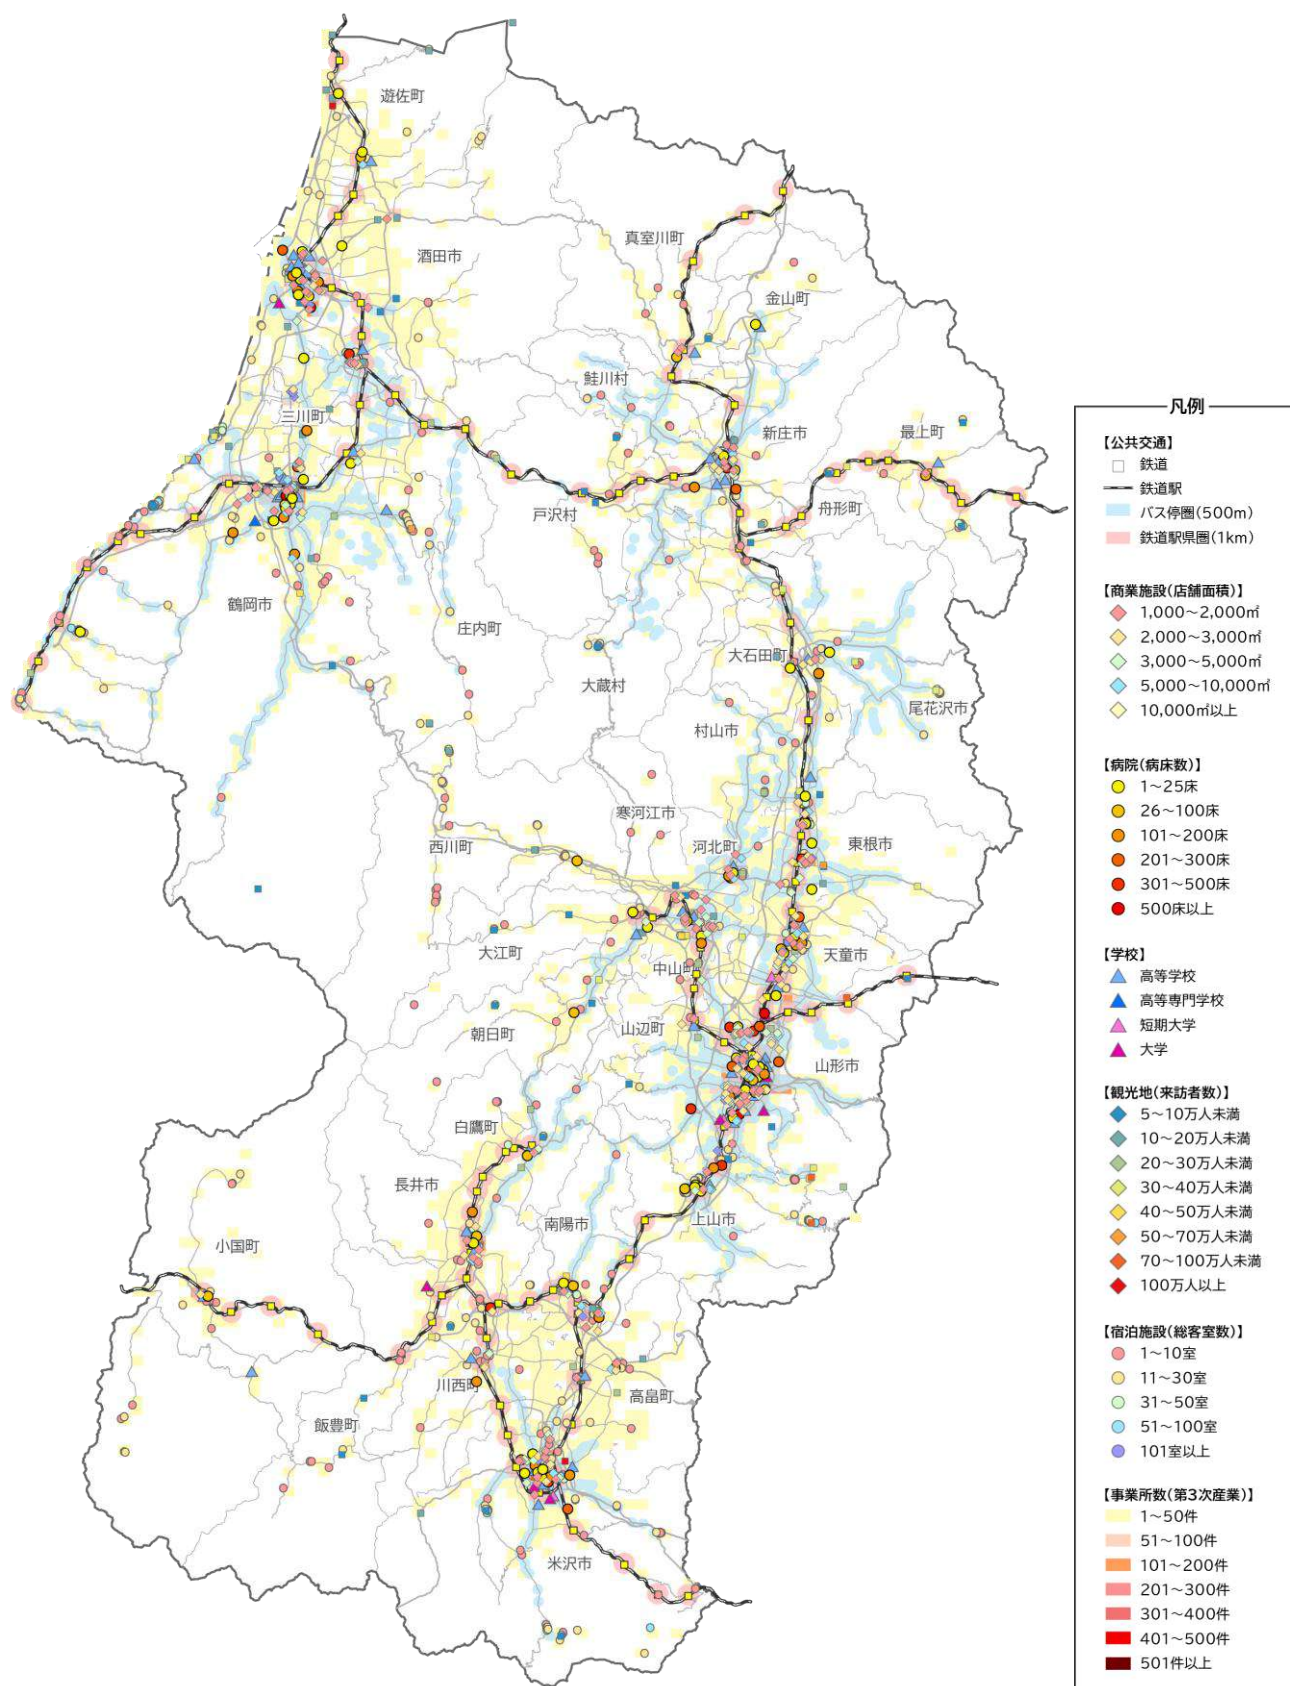 遊佐町
酒田市
真室川町
金山町
鮭川村
三川町
新庄市
最上町
戸沢村
舟形町
鶴岡市
庄内町
大石田町
大蔵村
尾花沢市
村山市
寒河江市
西川町
河北町
東根市
大江町
中山町
天童市
朝日町
山辺町
山形市
白鷹町
長井市
南陽市
上山市
小国町
川西町
高畠町
飯豊町
米沢市
凡例
【公共交通】
鉄道
鉄道駅
バス停圏(500m)
鉄道駅県圏(1km)
【商業施設(店舗面積)】
1,000～2,000㎡
2,000～3,000㎡
3,000～5,000㎡
5,000～10,000㎡
10,000㎡以上
【病院(病床数)】
1～25床
26～100床
101～200床
201～300床
301～500床
500床以上
【学校】
高等学校
高等専門学校
短期大学
大学
【観光地(来訪者数)】
5～10万人未満
10～20万人未満
20～30万人未満
30～40万人未満
40～50万人未満
50～70万人未満
70～100万人未満
100万人以上
【宿泊施設(総客室数)】
1～10室
11～30室
31～50室
51～100室
101室以上
【事業所数(第3次産業)】
1～50件
51～100件
101～200件
201～300件
301～400件
401～500件
501件以上